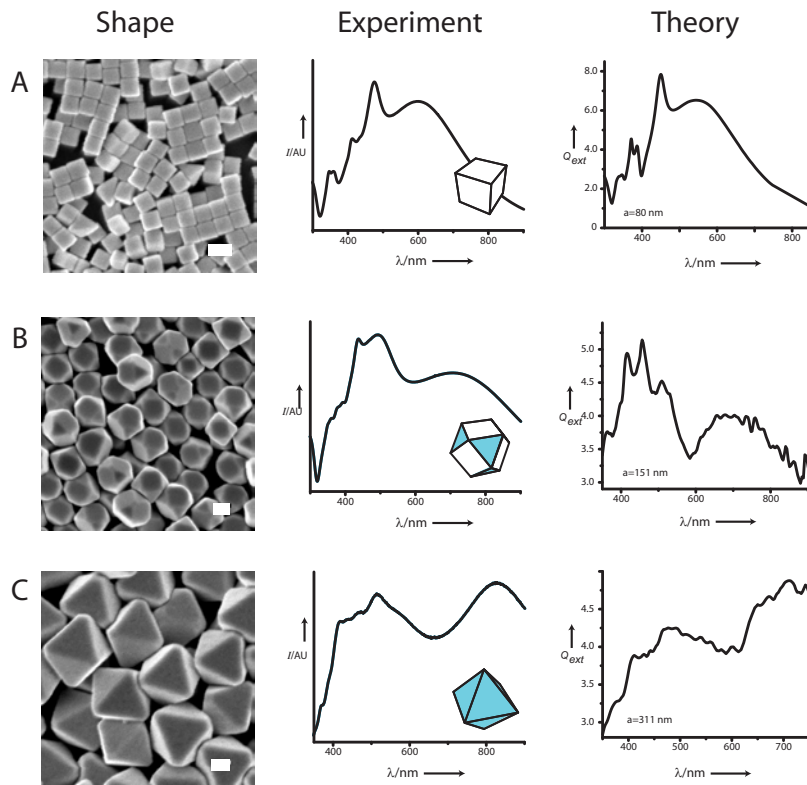 Shape Experiment Theory
A
I/AU
400 600 800
λ/nm
8.0
6.0
4.0
2.0
0
Qext
a=80 nm
400 600 800
λ/nm
B
I/AU
400 600 800
λ/nm
5.0
4.5
4.0
3.5
3.0
Qext
a=151 nm
400 600 800
λ/nm
C
I/AU
400 600 800
λ/nm
4.5
4.0
3.5
3.0
Qext
a=311 nm
400 500 600 700
λ/nm